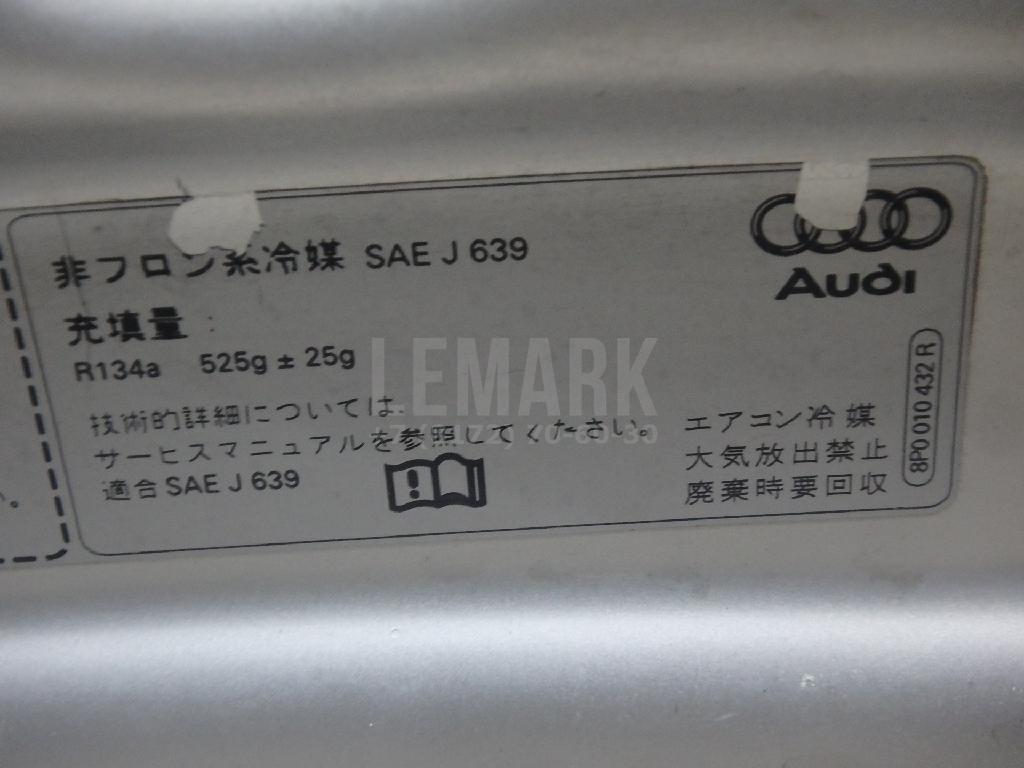 非フロン系冷媒 SAE J 639
充填量 :
R134a 525g ± 25g
技術的詳細については、
サービスマニュアルを参照してください。
適合 SAE J 639
Audi
エアコン冷媒
大気放出禁止
廃棄時要回収
8P0 010 432 R
LEMARK
い。